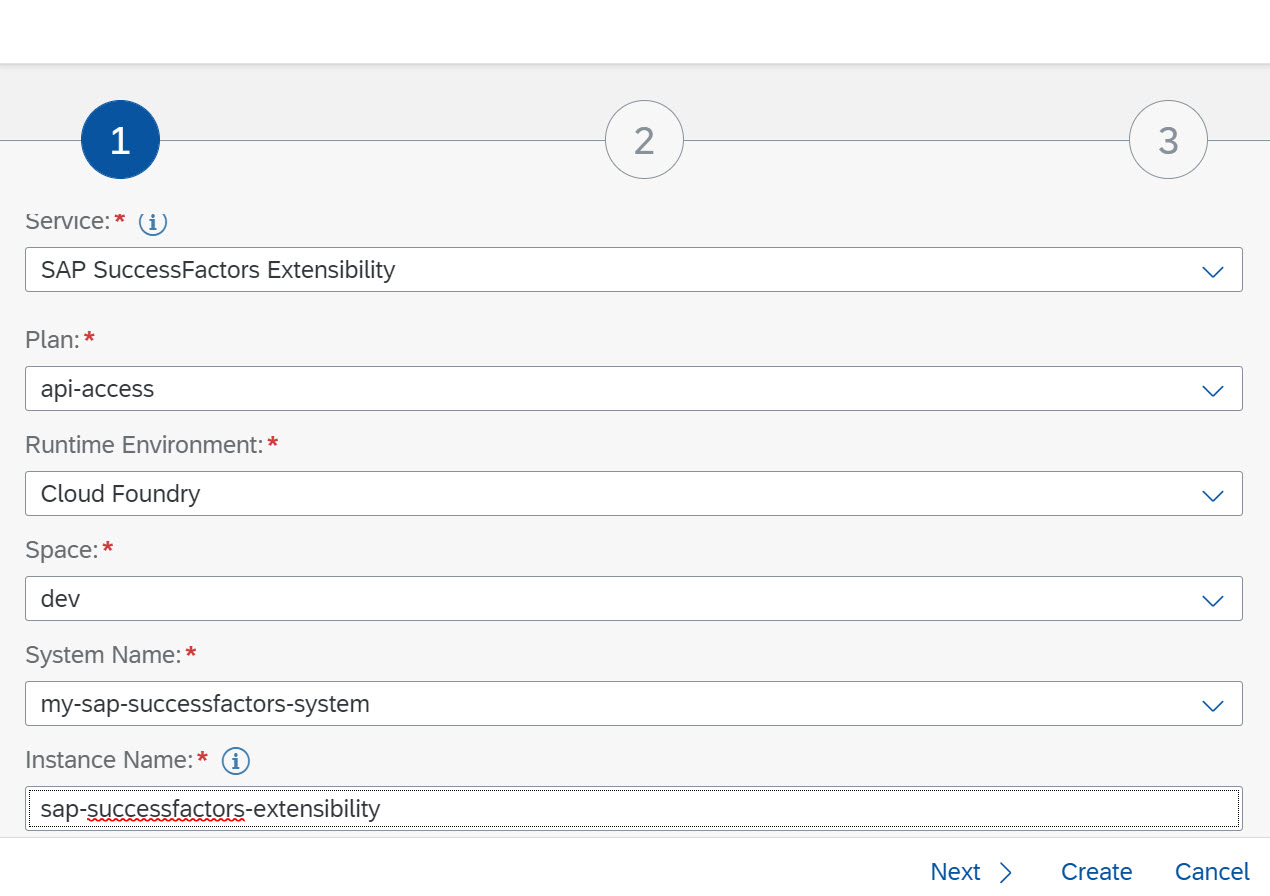 1
2
3
Service:*
SAP SuccessFactors Extensibility
Plan:*
api-access
Runtime Environment:*
Cloud Foundry
Space:*
dev
System Name:*
my-sap-successfactors-system
Instance Name:*
sap-successfactors-extensibility
Next Create Cancel